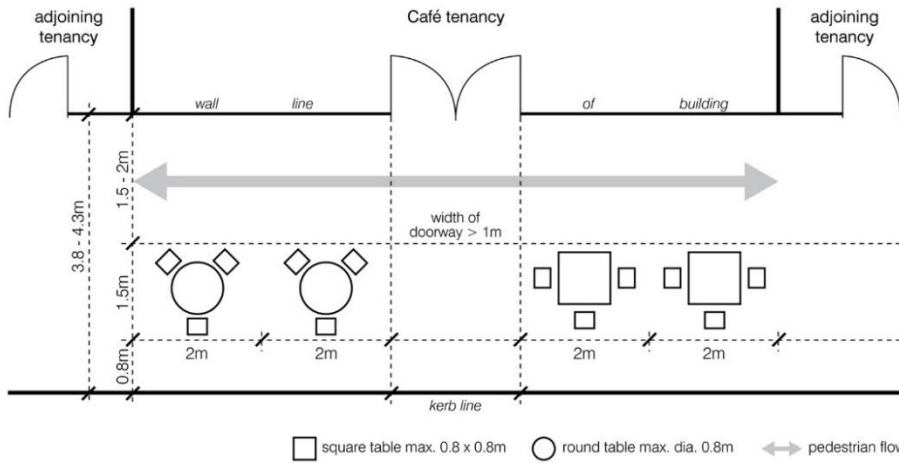 adjoining
tenancy
Café tenancy
adjoining
tenancy
wall line of building
1.5 - 2m
3.8 - 4.3m
width of
doorway > 1m
1.5m
2m 2m 2m 2m
0.8m
kerb line
square table max. 0.8 x 0.8m round table max. dia. 0.8m pedestrian flow